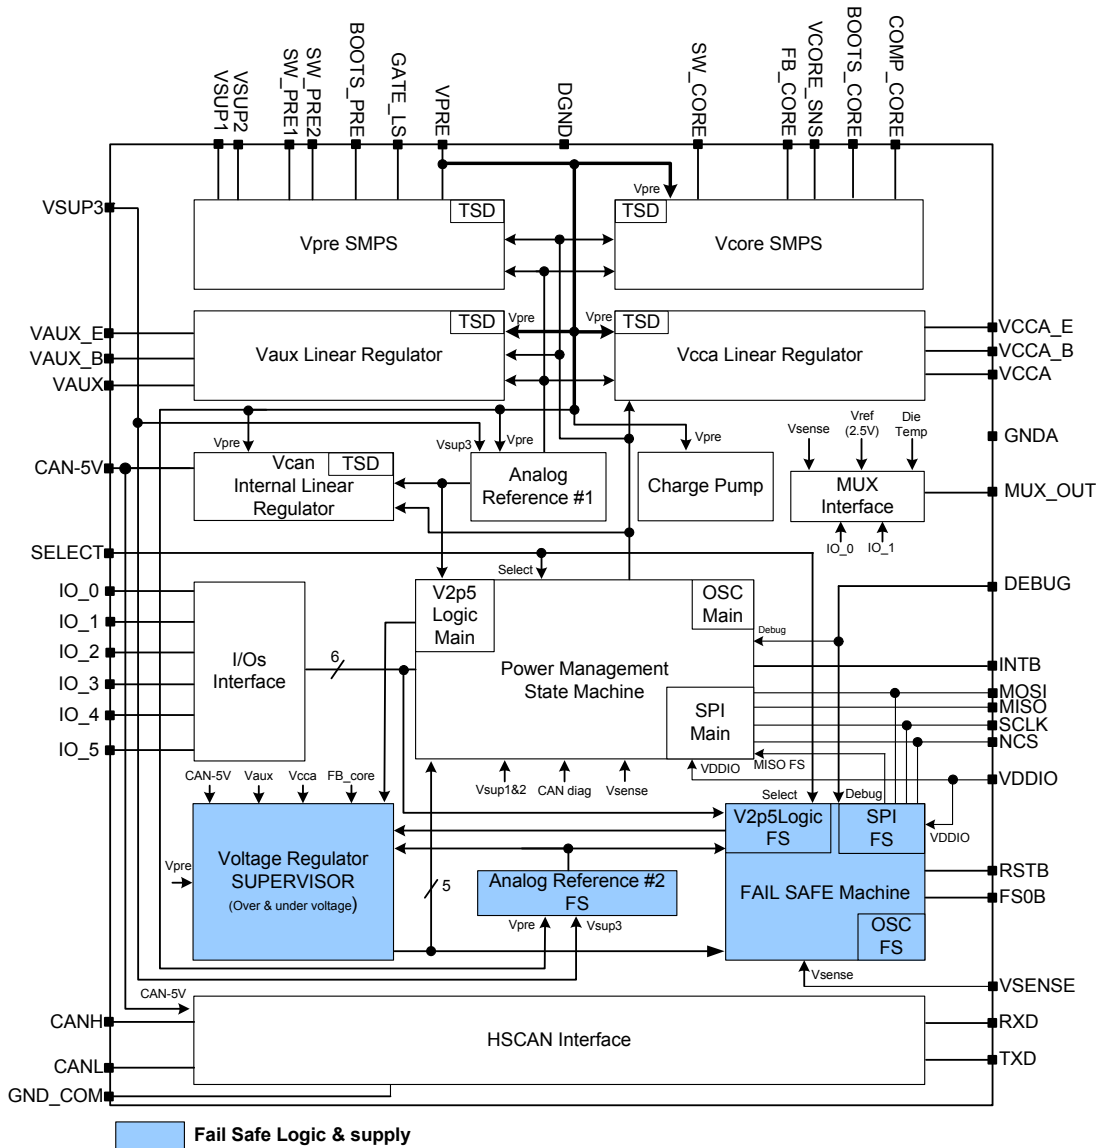 VSUP1
VSUP2
SW_PRE1
SW_PRE2
BOOTS_PRE
GATE_LS
VPRE
DGND
SW_CORE
FB_CORE
VCORE_SNS
BOOTS_CORE
COMP_CORE
VSUP3
TSD
Vpre SMPS
Vpre
TSD
Vcore SMPS
VAUX_E
VAUX_B
VAUX
TSD
Vaux Linear Regulator
Vpre
Vpre
TSD
Vcca Linear Regulator
VCCA_E
VCCA_B
VCCA
GNDA
Vpre
Vsup3
Vpre
Vpre
Vsense
Vref
(2.5V)
Die
Temp
CAN-5V
Vcan
TSD
Internal Linear
Regulator
Analog
Reference #1
Charge Pump
MUX
Interface
MUX_OUT
IO_0
IO_1
SELECT
Select
DEBUG
IO_0
IO_1
IO_2
IO_3
IO_4
IO_5
I/Os
Interface
6
V2p5
Logic
Main
OSC
Main
Debug
Power Management
State Machine
SPI
Main
INTB
MOSI
MISO
SCLK
NCS
VDDIO
MISO FS
VDDIO
CAN-5V
Vaux
Vcca
FB_core
Vsup1&2
CAN diag
Vsense
Select
Debug
Vpre
Voltage Regulator
SUPERVISOR
(Over & under voltage)
5
Analog Reference #2
FS
Vpre
Vsup3
V2p5Logic
FS
SPI
FS
VDDIO
FAIL SAFE Machine
OSC
FS
RSTB
FS0B
Vsense
VSENSE
CAN-5V
CANH
CANL
GND_COM
HSCAN Interface
RXD
TXD
Fail Safe Logic & supply